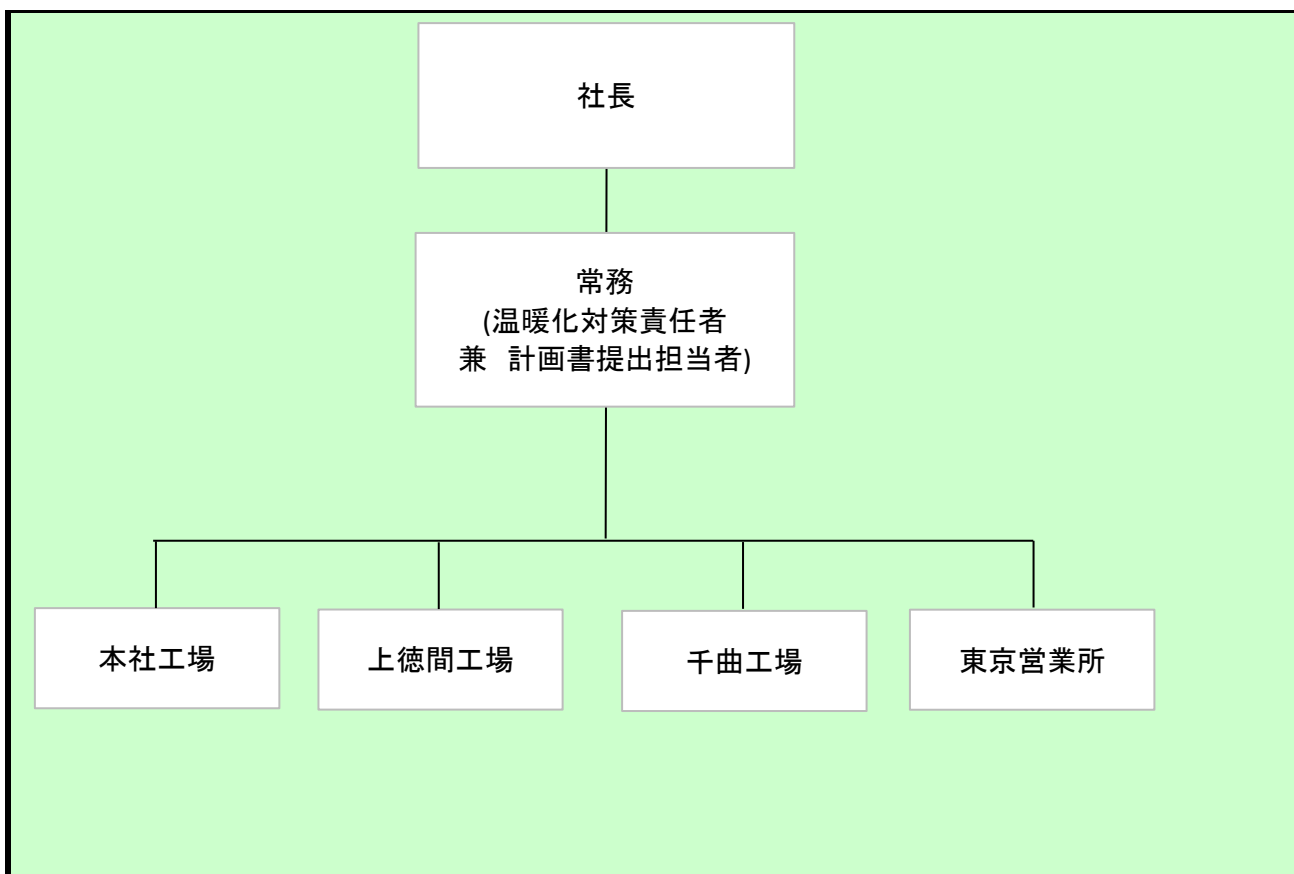 社長
常務
(温暖化対策責任者
兼　計画書提出担当者)
本社工場
上徳間工場
千曲工場
東京営業所